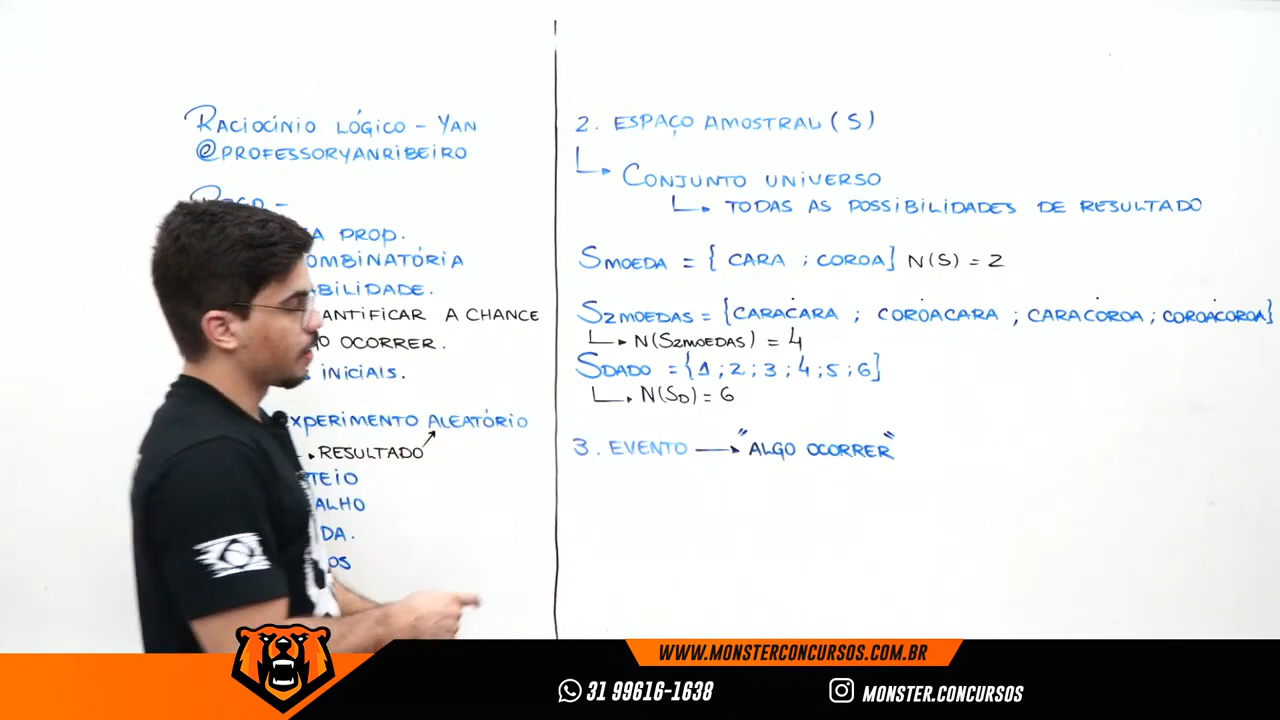 RACIOCÍNIO LÓGICO - YAN
@PROFESSORYANRIBEIRO
A PROP.
OMBINATÓRIA
ABILIDADE.
ANTIFICAR A CHANCE
O OCORRER.
S INICIAIS.
EXPERIMENTO ALEATÓRIO
RESULTADO
TEIO
ALHO
DA.
OS
2. ESPAÇO AMOSTRAL (S)
CONJUNTO UNIVERSO
TODAS AS POSSIBILIDADES DE RESULTADO
SMOEDA = { CARA ; COROA} N(S) = 2
S2MOEDAS = {CARACARA ; COROACARA ; CARACOROA ; COROACOROA}
N(S2MOEDAS) = 4
SDADO = {1 ; 2 ; 3 ; 4 ; 5 ; 6}
N(SD) = 6
3. EVENTO → "ALGO OCORRER"
WWW.MONSTERCONCURSOS.COM.BR
31 99616-1638
MONSTER.CONCURSOS